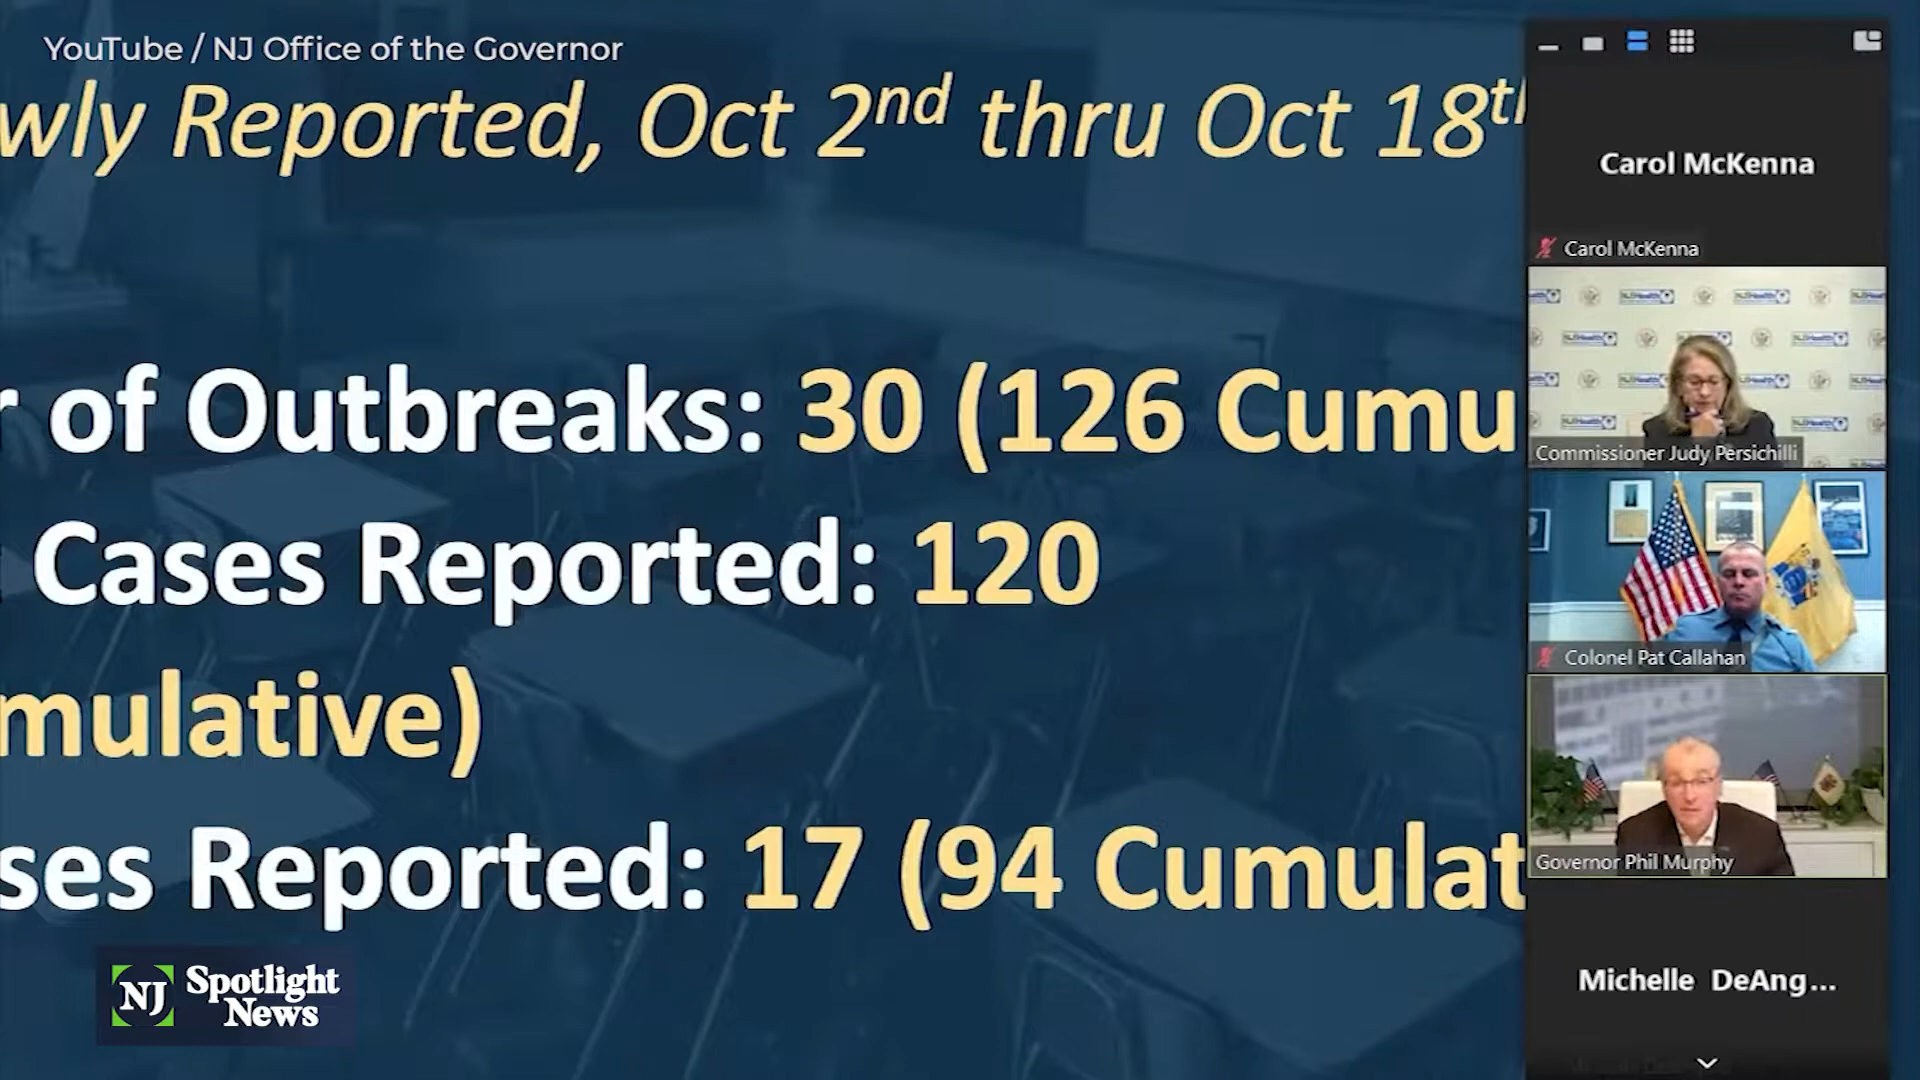 YouTube / NJ Office of the Governor
wly Reported, Oct 2nd thru Oct 18th
r of Outbreaks: 30 (126 Cumu
Cases Reported: 120
mulative)
ses Reported: 17 (94 Cumulat
NJ Spotlight
News
Carol McKenna
Carol McKenna
Commissioner Judy Persichilli
Colonel Pat Callahan
Governor Phil Murphy
Michelle DeAng...